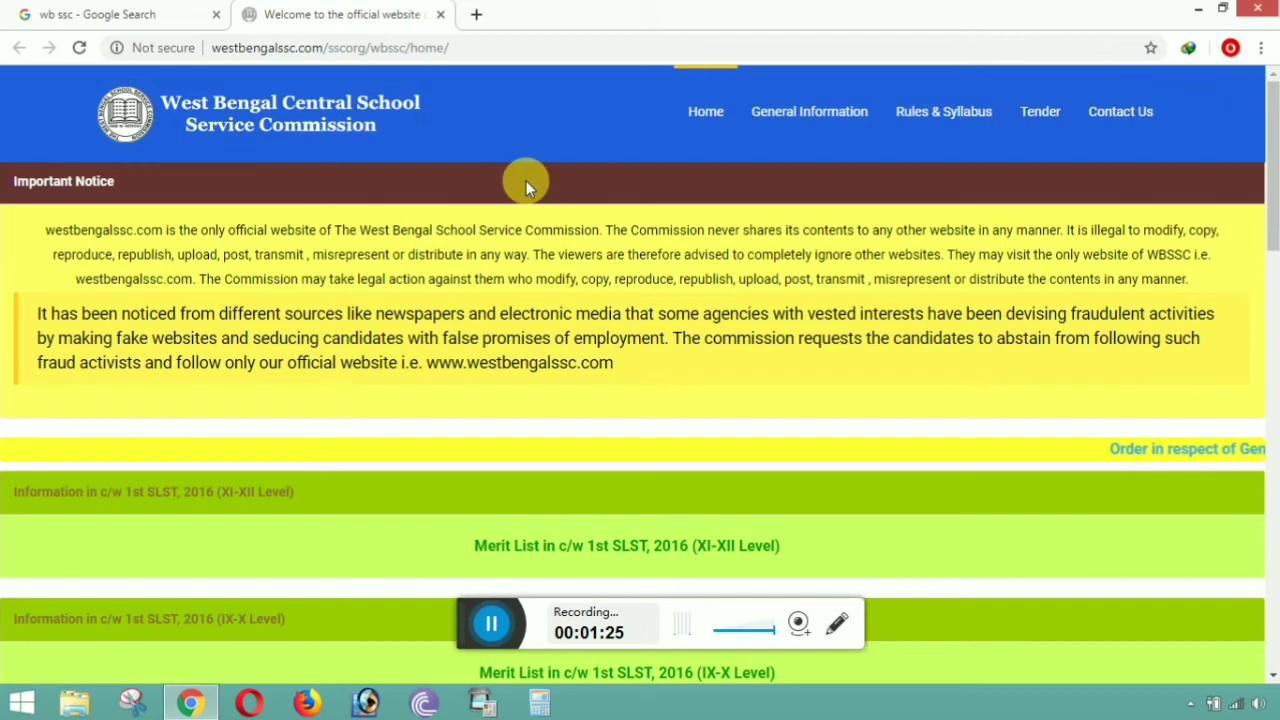 wb ssc - Google Search
Welcome to the official website
Not secure
westbengalssc.com/sscorg/wbssc/home/
West Bengal Central School
Service Commission
Home
General Information
Rules & Syllabus
Tender
Contact Us
Important Notice
westbengalssc.com is the only official website of The West Bengal School Service Commission. The Commission never shares its contents to any other website in any manner. It is illegal to modify, copy,
reproduce, republish, upload, post, transmit , misrepresent or distribute in any way. The viewers are therefore advised to completely ignore other websites. They may visit the only website of WBSSC i.e.
westbengalssc.com. The Commission may take legal action against them who modify, copy, reproduce, republish, upload, post, transmit , misrepresent or distribute the contents in any manner.
It has been noticed from different sources like newspapers and electronic media that some agencies with vested interests have been devising fraudulent activities
by making fake websites and seducing candidates with false promises of employment. The commission requests the candidates to abstain from following such
fraud activists and follow only our official website i.e. www.westbengalssc.com
Order in respect of Gen
Information in c/w 1st SLST, 2016 (XI-XII Level)
Merit List in c/w 1st SLST, 2016 (XI-XII Level)
Information in c/w 1st SLST, 2016 (IX-X Level)
Recording...
00:01:25
Merit List in c/w 1st SLST, 2016 (IX-X Level)